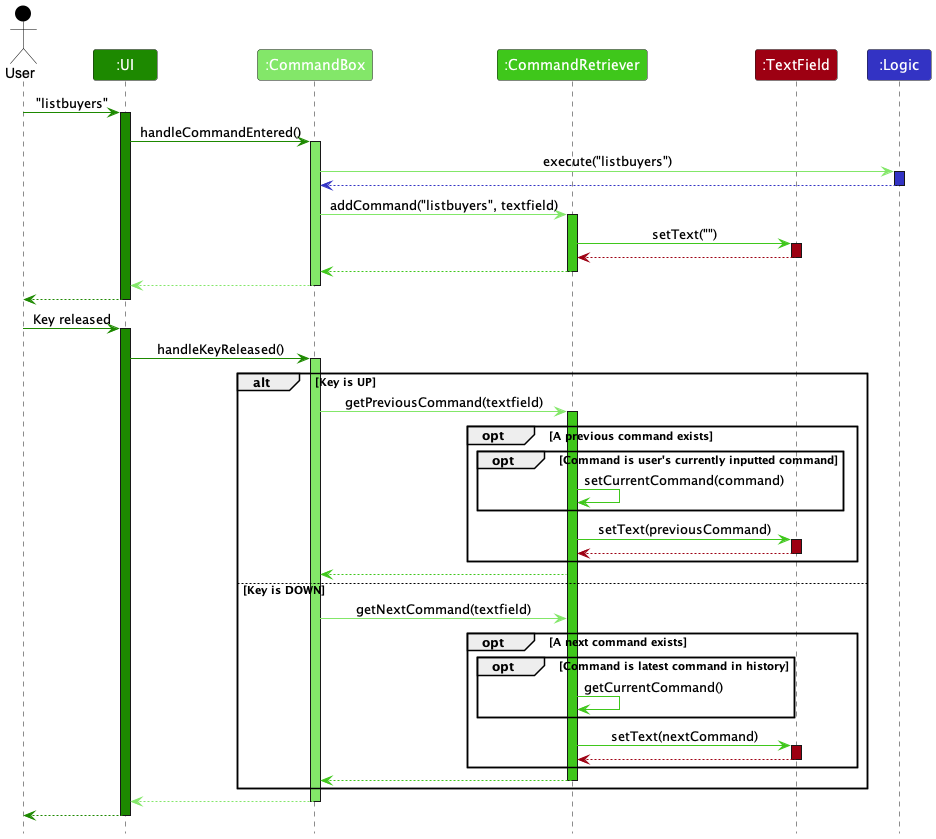 User
:UI
:CommandBox
:CommandRetriever
:TextField
:Logic
"listbuyers"
handleCommandEntered()
execute("listbuyers")
addCommand("listbuyers", textfield)
setText("")
Key released
handleKeyReleased()
alt [Key is UP]
getPreviousCommand(textfield)
opt [A previous command exists]
opt [Command is user's currently inputted command]
setCurrentCommand(command)
setText(previousCommand)
[Key is DOWN]
getNextCommand(textfield)
opt [A next command exists]
opt [Command is latest command in history]
getCurrentCommand()
setText(nextCommand)